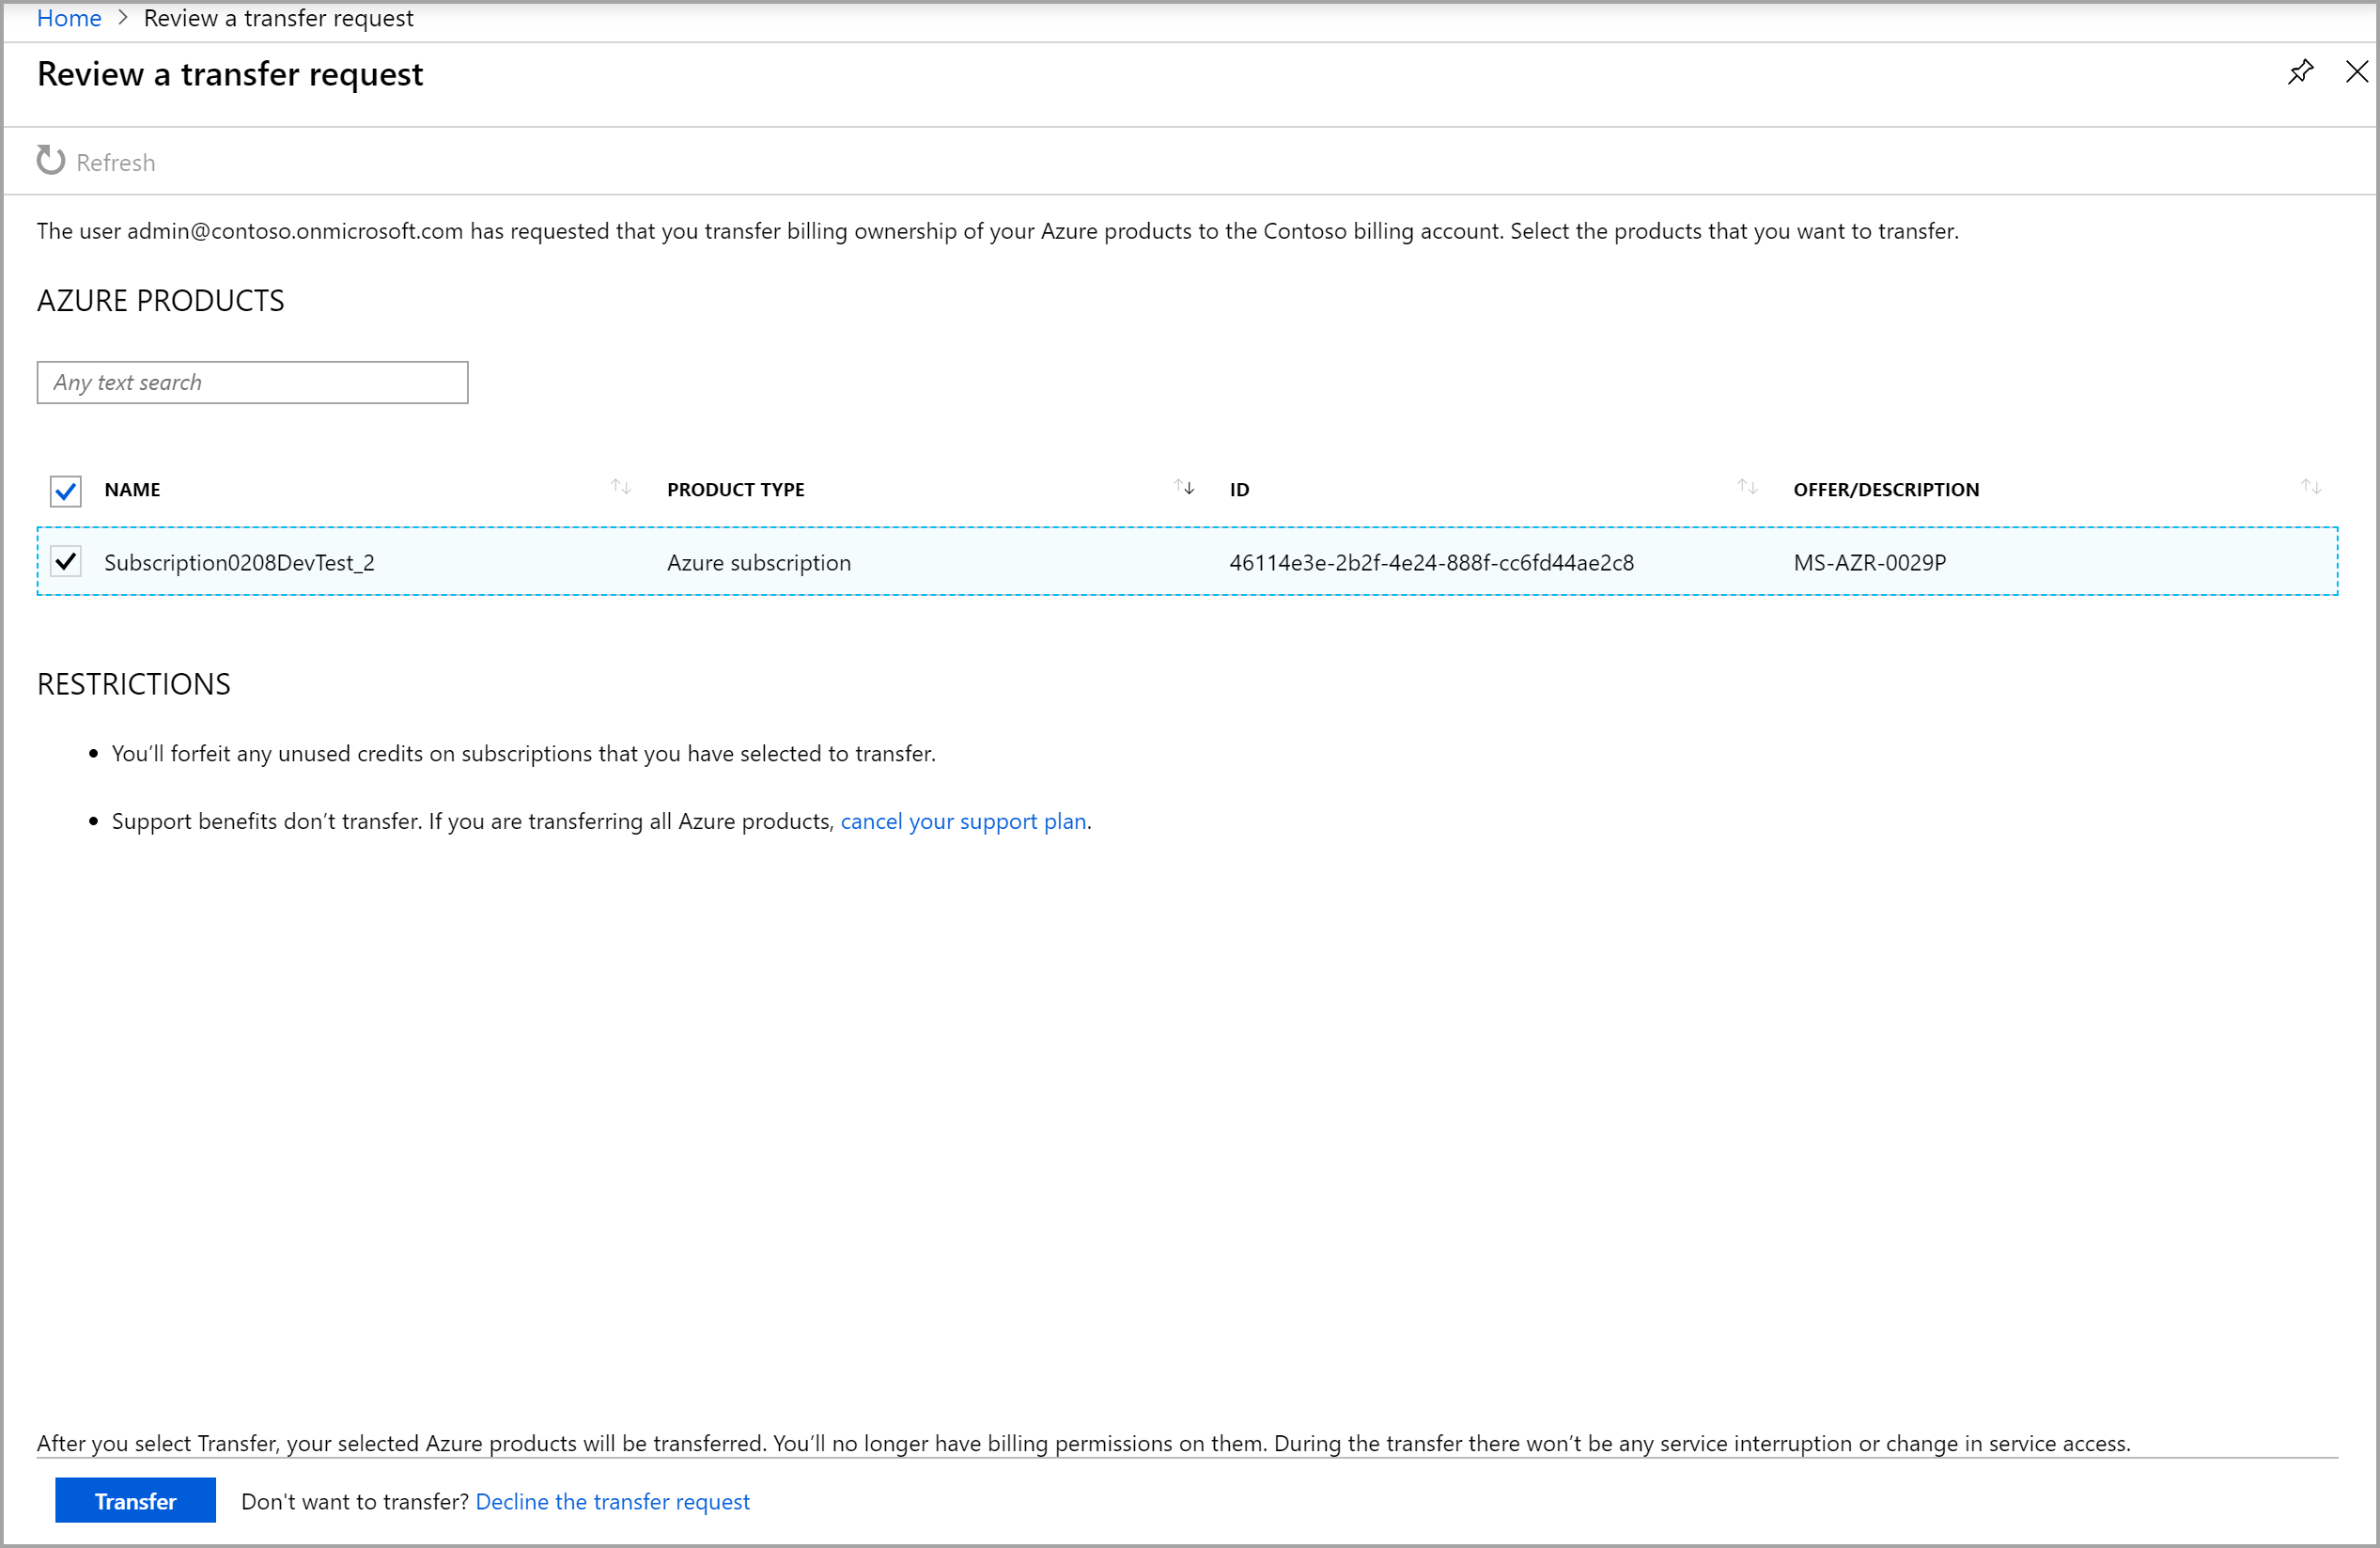 Home > Review a transfer request
Review a transfer request
Refresh
The user admin@contoso.onmicrosoft.com has requested that you transfer billing ownership of your Azure products to the Contoso billing account. Select the products that you want to transfer.
AZURE PRODUCTS
Any text search
NAME PRODUCT TYPE ID OFFER/DESCRIPTION
Subscription0208DevTest_2 Azure subscription 46114e3e-2b2f-4e24-888f-cc6fd44ae2c8 MS-AZR-0029P
RESTRICTIONS
• You’ll forfeit any unused credits on subscriptions that you have selected to transfer.
• Support benefits don’t transfer. If you are transferring all Azure products, cancel your support plan.
After you select Transfer, your selected Azure products will be transferred. You’ll no longer have billing permissions on them. During the transfer there won’t be any service interruption or change in service access.
Transfer Don't want to transfer? Decline the transfer request